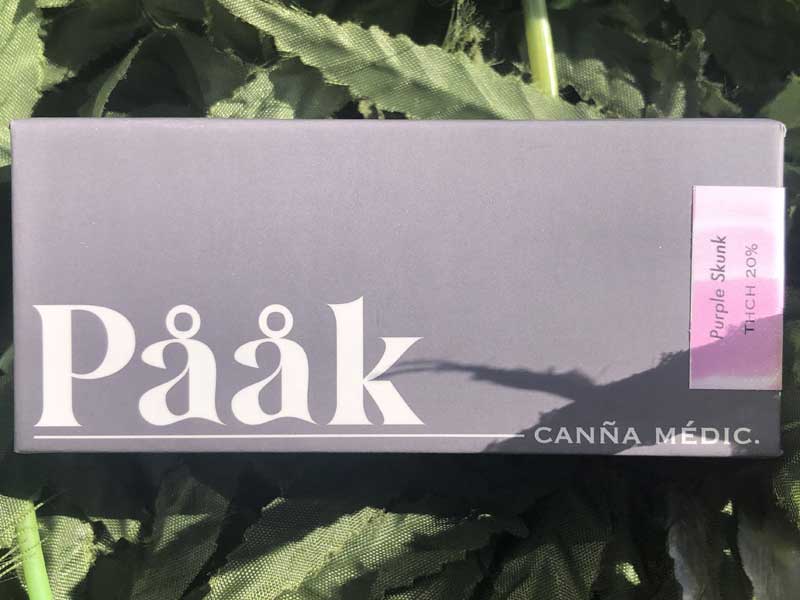 Pååk
CANÑA MÉDIC.
Purple Skunk
THCH 20%